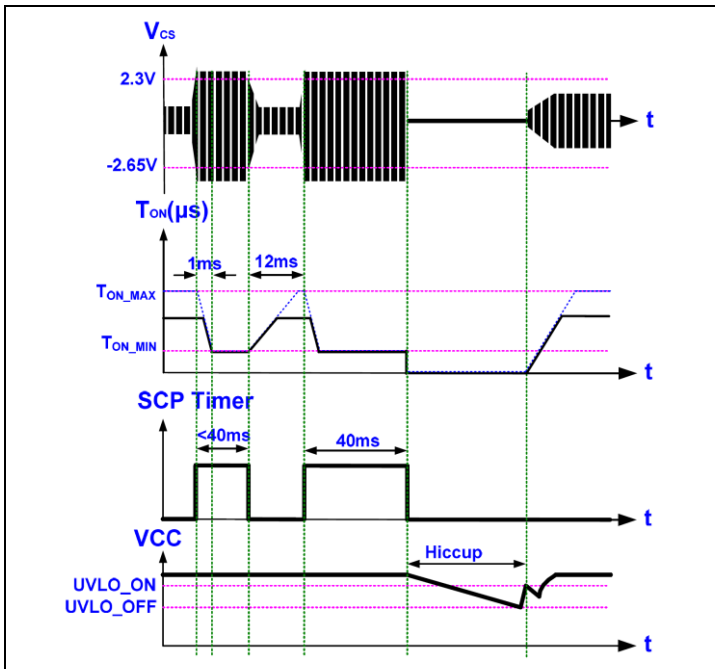 VCS
2.3V
t
-2.65V
TON(µs)
1ms
12ms
TON_MAX
TON_MIN
t
SCP Timer
<40ms
40ms
t
VCC
Hiccup
UVLO_ON
UVLO_OFF
t